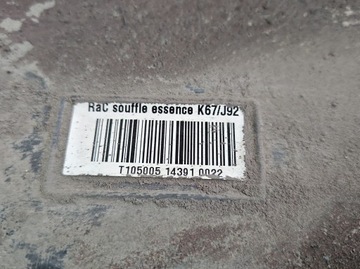 RaC souffle essence K67/J92
T105005 14391 0022